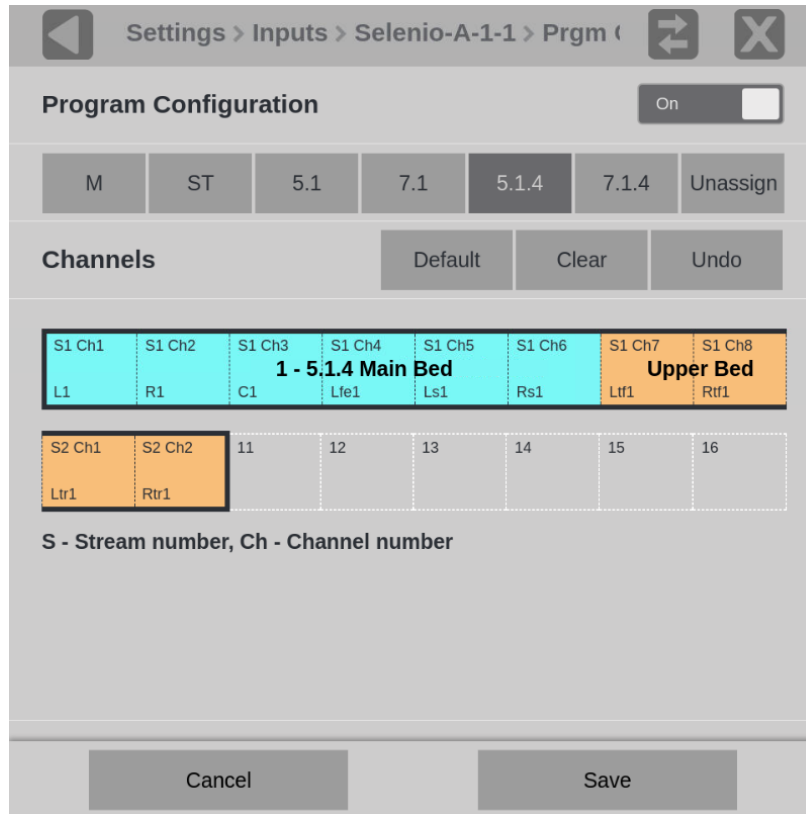 Settings > Inputs > Selenio-A-1-1 > Prgm (
Program Configuration
On
M ST 5.1 7.1 5.1.4 7.1.4 Unassign
Channels
Default Clear Undo
S1 Ch1 S1 Ch2 S1 Ch3 S1 Ch4 S1 Ch5 S1 Ch6 S1 Ch7 S1 Ch8
1 - 5.1.4 Main Bed Upper Bed
L1 R1 C1 Lfe1 Ls1 Rs1 Ltf1 Rtf1
S2 Ch1 S2 Ch2 11 12 13 14 15 16
Ltr1 Rtr1
S - Stream number, Ch - Channel number
Cancel Save